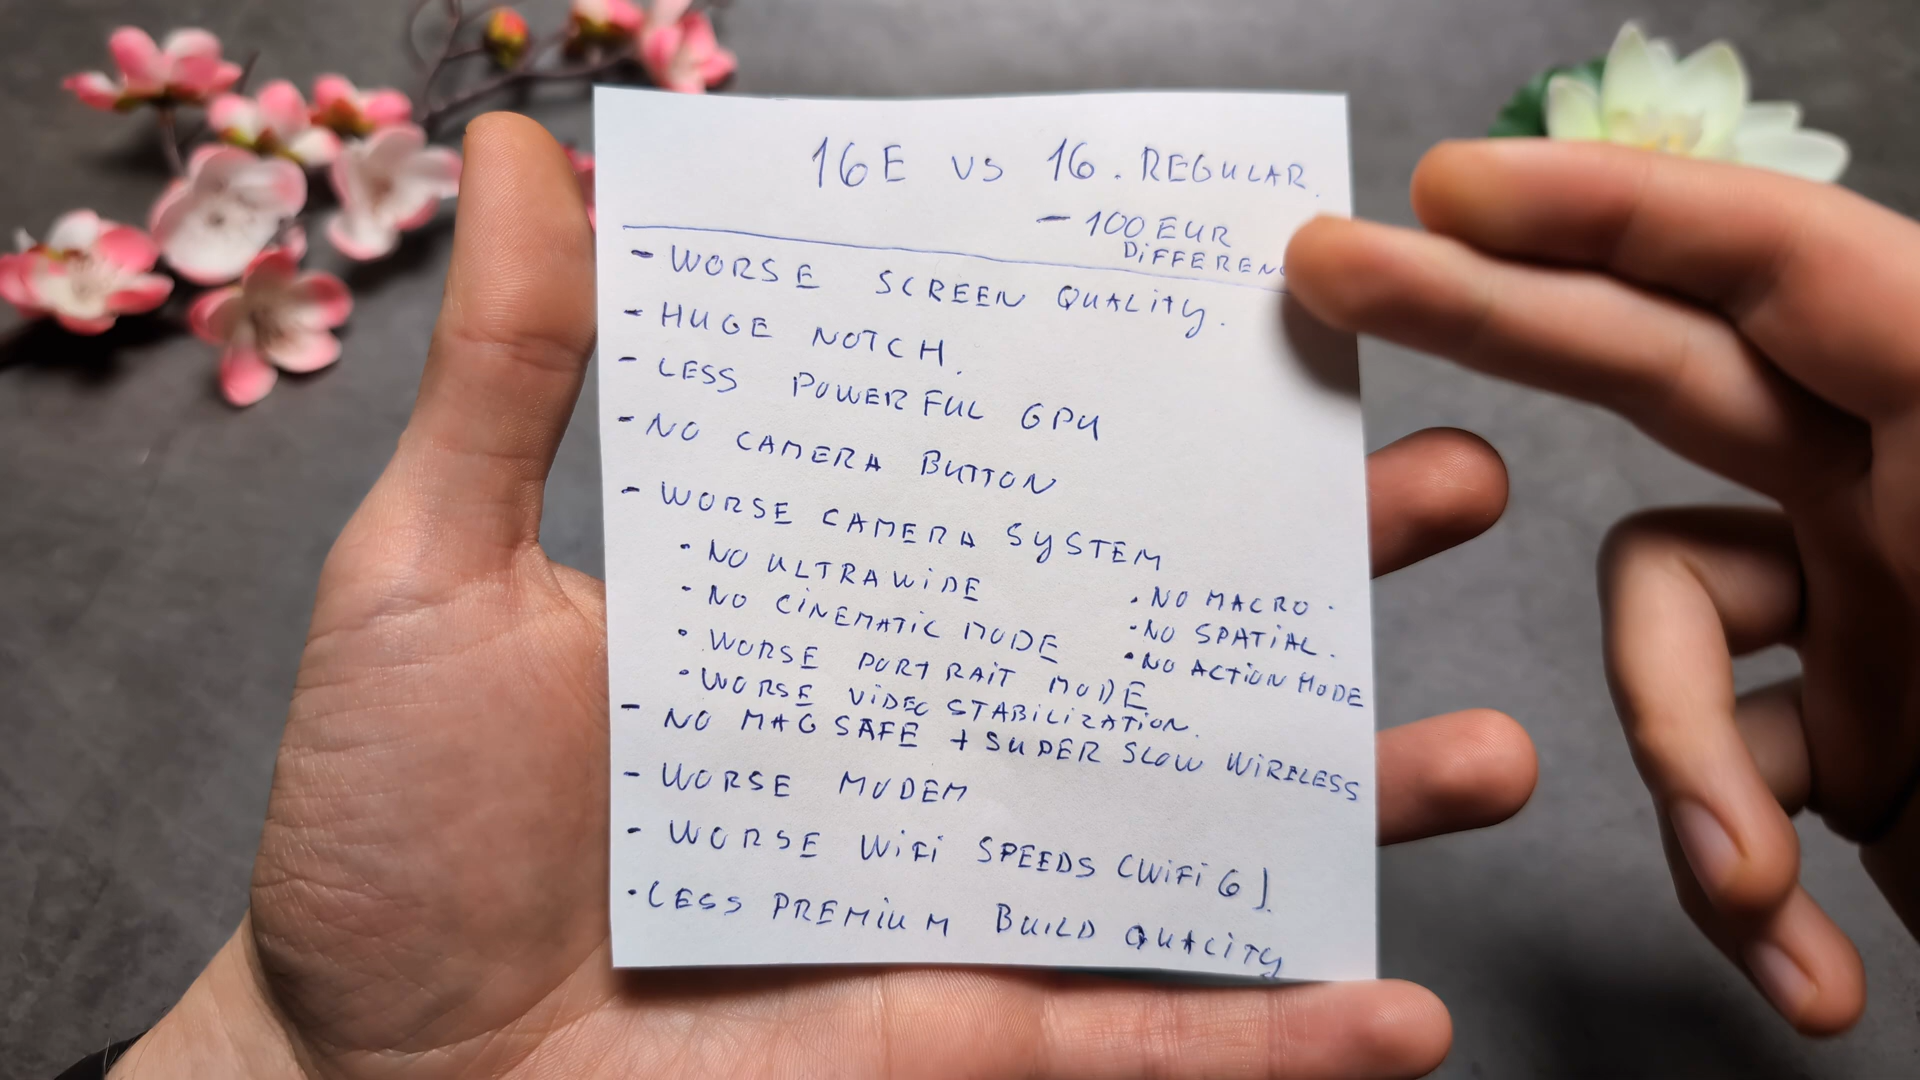 16E VS 16. REGULAR.
- 100 EUR
DIFFEREN
- WORSE SCREEN QUALITY.
- HUGE NOTCH.
- LESS POWERFUL GPU
- NO CAMERA BUTTON
- WORSE CAMERA SYSTEM
• NO ULTRAWIDE
• NO CINEMATIC MODE
• WORSE PORTRAIT MODE
• WORSE VIDEO STABILIZATION.
• NO MACRO.
• NO SPATIAL.
• NO ACTION MODE
- NO MAGSAFE + SUPER SLOW WIRELESS
- WORSE MODEM
- WORSE WIFI SPEEDS (WIFI 6).
• LESS PREMIUM BUILD QUALITY